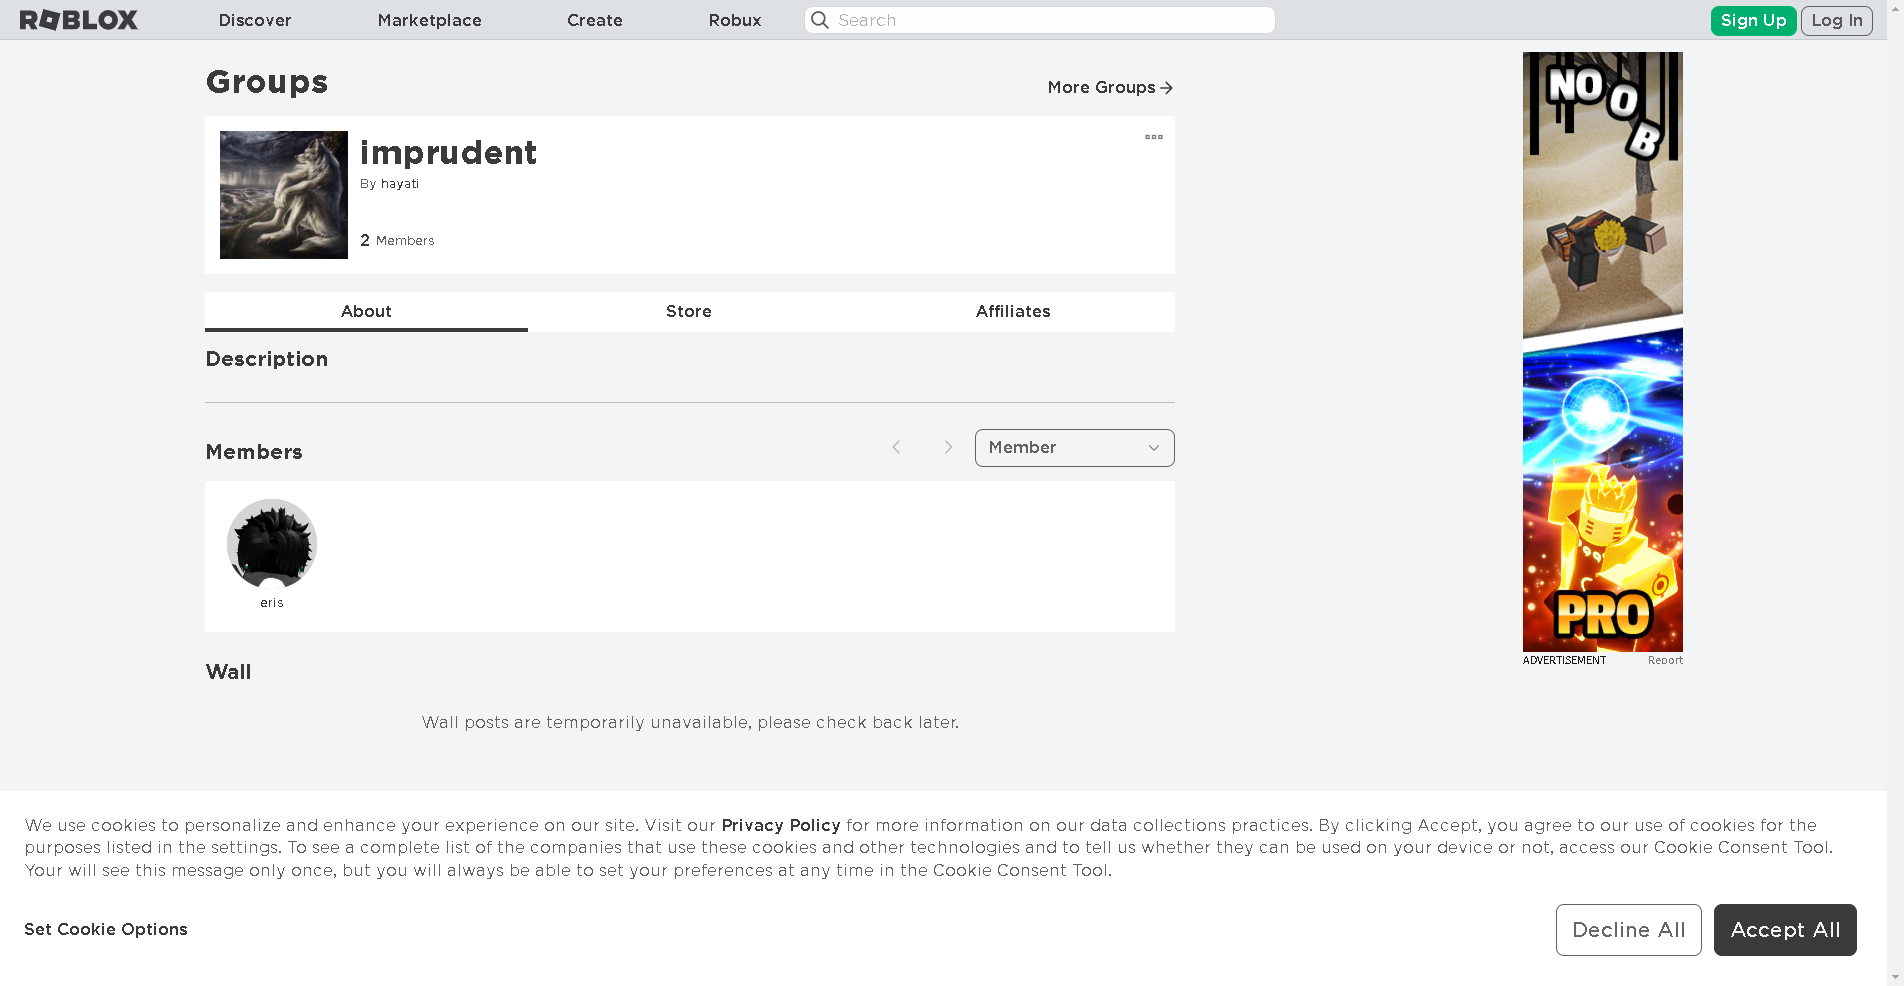 ROBLOX
Discover
Marketplace
Create
Robux
Search
Sign Up
Log In
Groups
More Groups
imprudent
By hayati
2 Members
About
Store
Affiliates
Description
Members
Member
eris
Wall
Wall posts are temporarily unavailable, please check back later.
NOOB
PRO
ADVERTISEMENT
Report
We use cookies to personalize and enhance your experience on our site. Visit our Privacy Policy for more information on our data collections practices. By clicking Accept, you agree to our use of cookies for the
purposes listed in the settings. To see a complete list of the companies that use these cookies and other technologies and to tell us whether they can be used on your device or not, access our Cookie Consent Tool.
Your will see this message only once, but you will always be able to set your preferences at any time in the Cookie Consent Tool.
Set Cookie Options
Decline All
Accept All